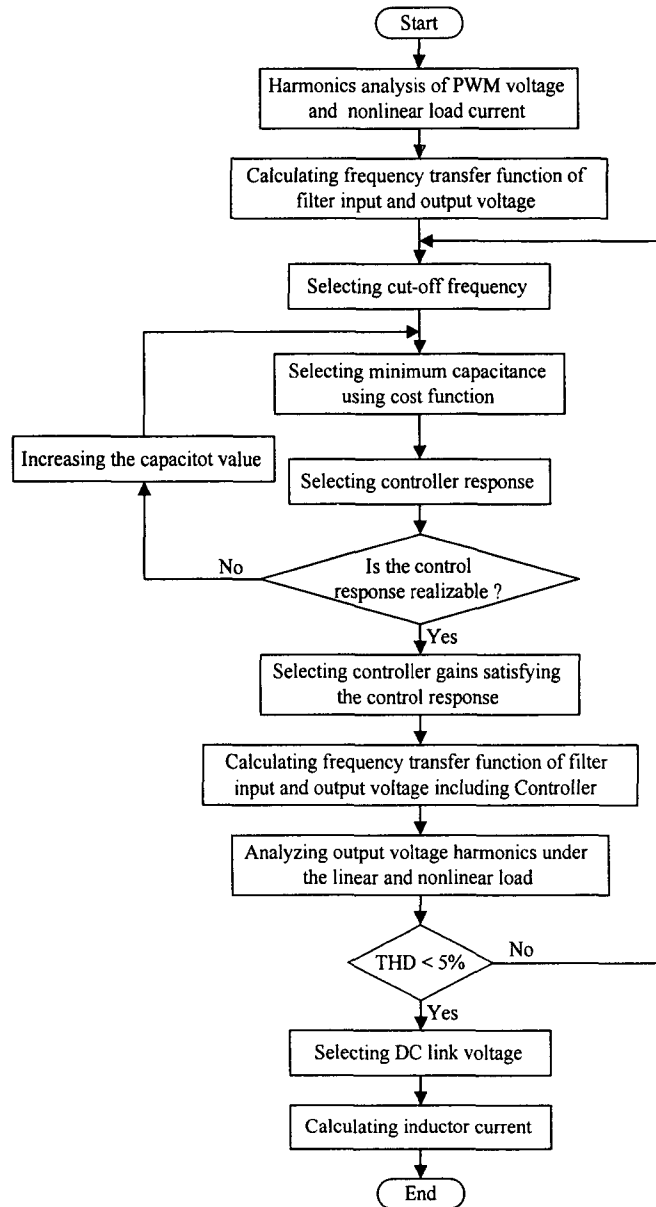 Start
Harmonics analysis of PWM voltage
and nonlinear load current
Calculating frequency transfer function of
filter input and output voltage
Selecting cut-off frequency
Selecting minimum capacitance
using cost function
Increasing the capacitot value
Selecting controller response
No
Is the control
response realizable ?
Yes
Selecting controller gains satisfying
the control response
Calculating frequency transfer function of filter
input and output voltage including Controller
Analyzing output voltage harmonics under
the linear and nonlinear load
THD < 5%
No
Yes
Selecting DC link voltage
Calculating inductor current
End